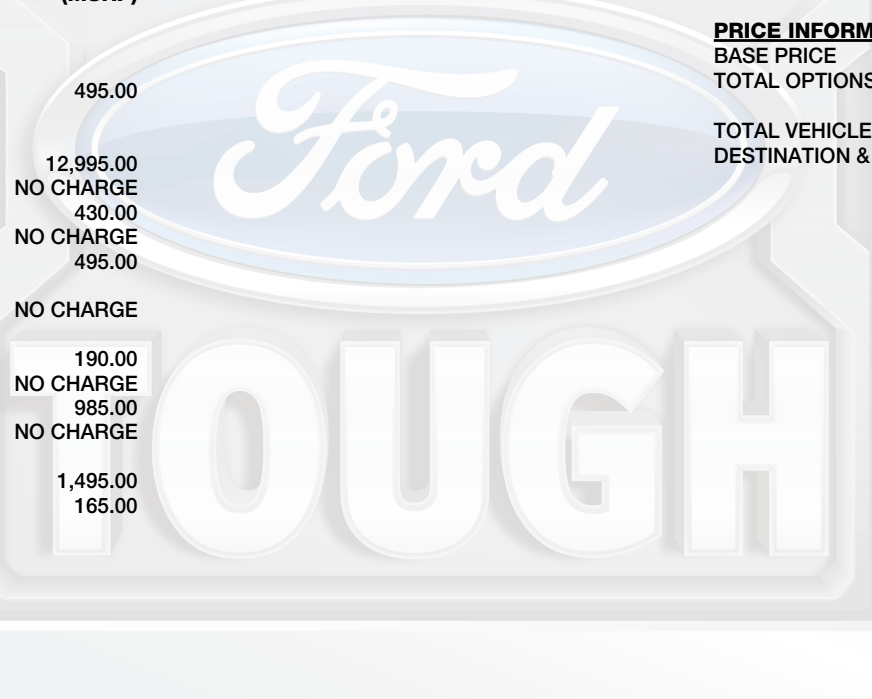 495.00
12,995.00
NO CHARGE
430.00
NO CHARGE
495.00
NO CHARGE
190.00
NO CHARGE
985.00
NO CHARGE
1,495.00
165.00
PRICE INFORM
BASE PRICE
TOTAL OPTIONS
TOTAL VEHICLE
DESTINATION &
Ford
TOUGH